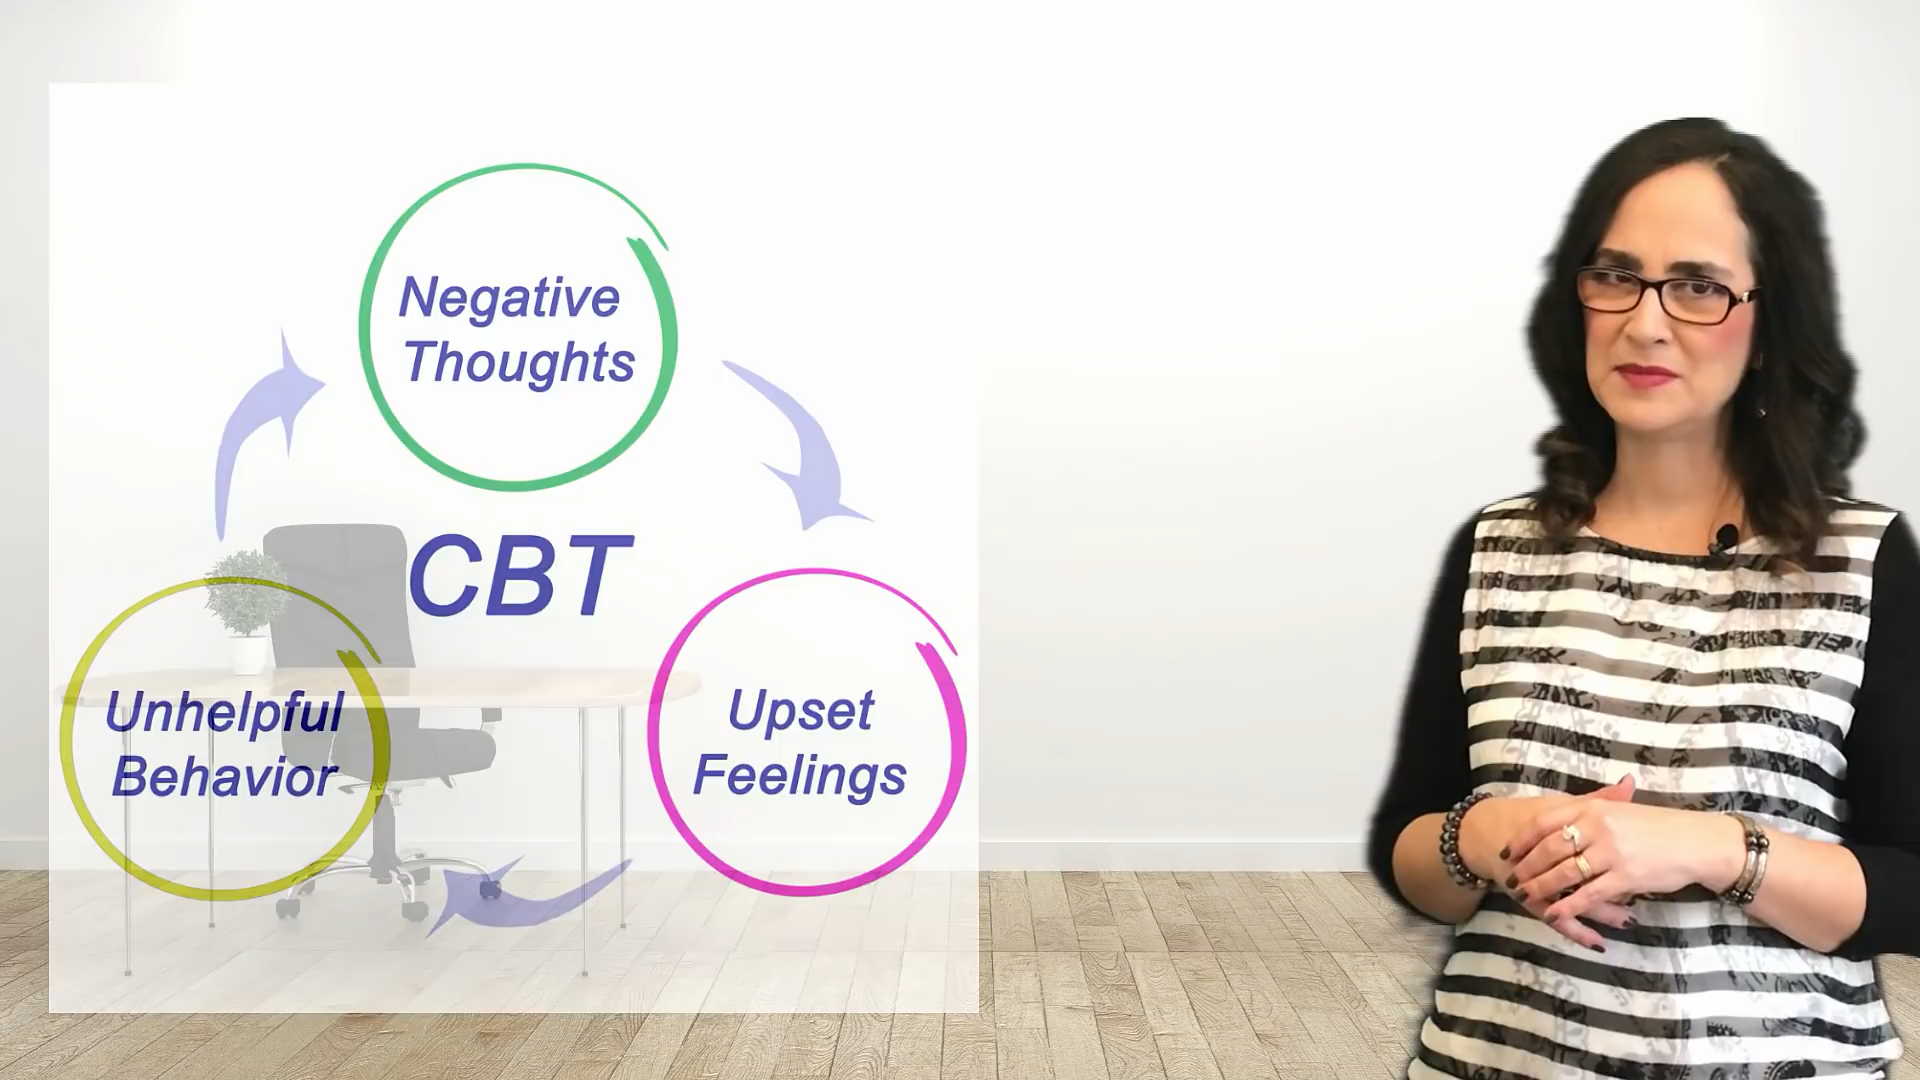 Negative
Thoughts
CBT
Unhelpful
Behavior
Upset
Feelings